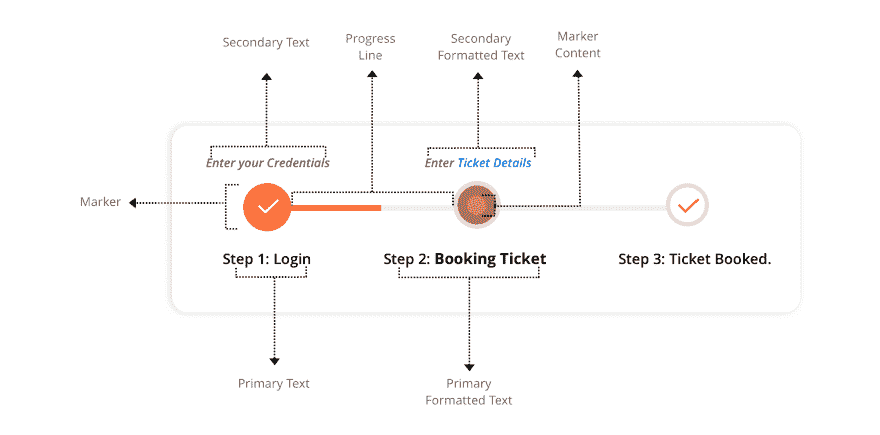 Secondary Text
Progress
Line
Secondary
Formatted Text
Marker
Content
Enter your Credentials
Enter Ticket Details
Marker
Step 1: Login
Step 2: Booking Ticket
Step 3: Ticket Booked.
Primary Text
Primary
Formatted Text